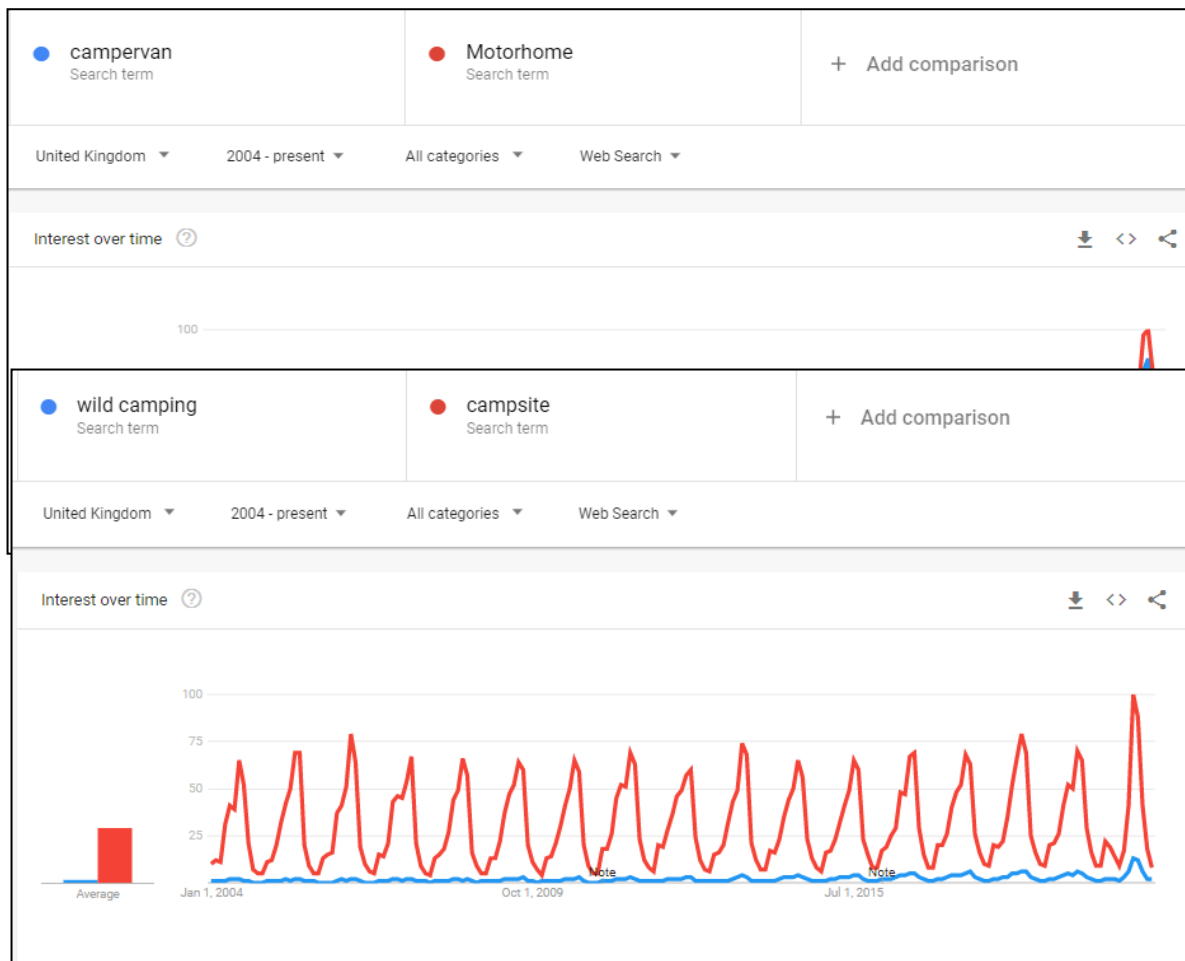 campervan
Search term
Motorhome
Search term
+ Add comparison
United Kingdom
2004 - present
All categories
Web Search
Interest over time ?
<>
100
wild camping
Search term
campsite
Search term
+ Add comparison
United Kingdom
2004 - present
All categories
Web Search
Interest over time ?
<>
100
75
50
25
Note
Note
Average
Jan 1, 2004
Oct 1, 2009
Jul 1, 2015